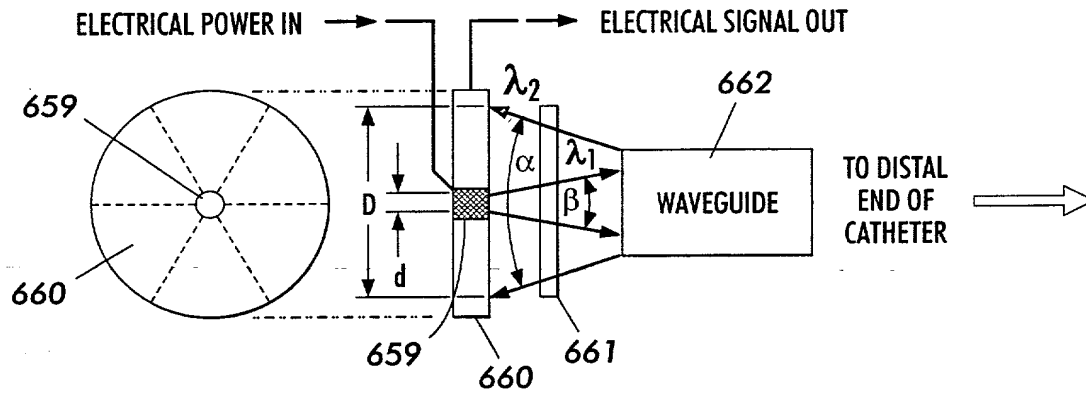 ELECTRICAL POWER IN
ELECTRICAL SIGNAL OUT
659
λ2
662
λ1
α
D
β
WAVEGUIDE
TO DISTAL
END OF
CATHETER
d
660
659
660
661